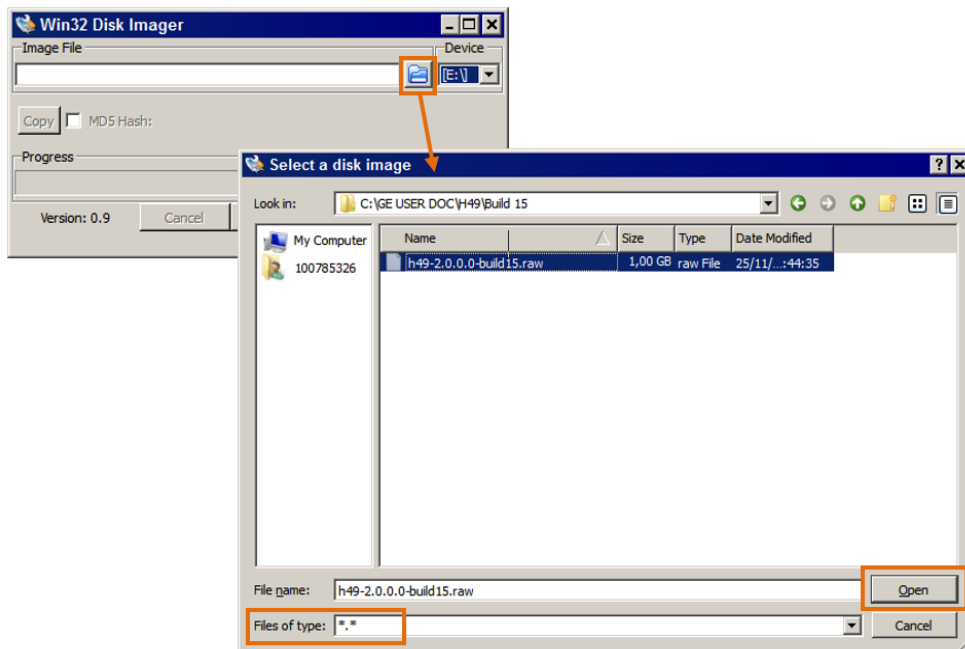 Win32 Disk Imager
Image File
Device
[E:\]
Copy
MD5 Hash:
Progress
Version: 0.9
Cancel
Select a disk image
Look in:
C:\GE USER DOC\H49\Build 15
My Computer
100785326
Name
Size
Type
Date Modified
h49-2.0.0.0-build15.raw
1,00 GB
raw File
25/11/...:44:35
File name:
h49-2.0.0.0-build15.raw
Open
Files of type:
*.*
Cancel